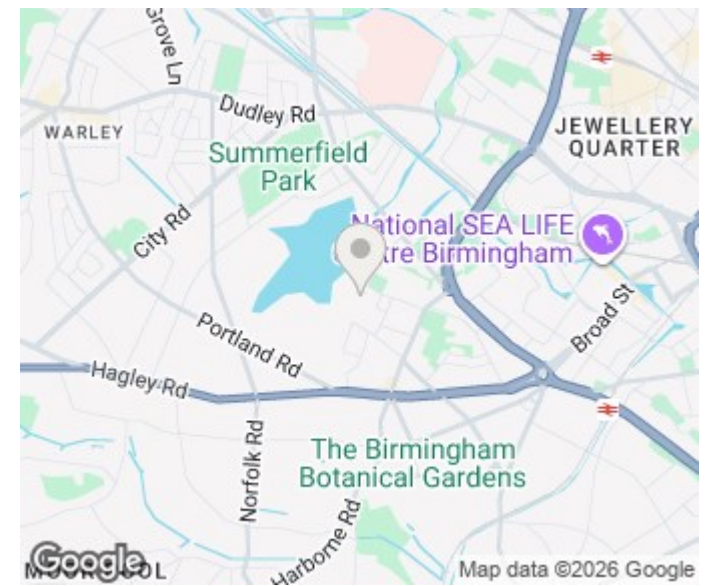 Grove Ln
Dudley Rd
WARLEY
JEWELLERY
QUARTER
Summerfield
Park
City Rd
National SEA LIFE
Centre Birmingham
Broad St
Portland Rd
Hagley Rd
Norfolk Rd
The Birmingham
Botanical Gardens
Harborne Rd
Google
Map data ©2026 Google